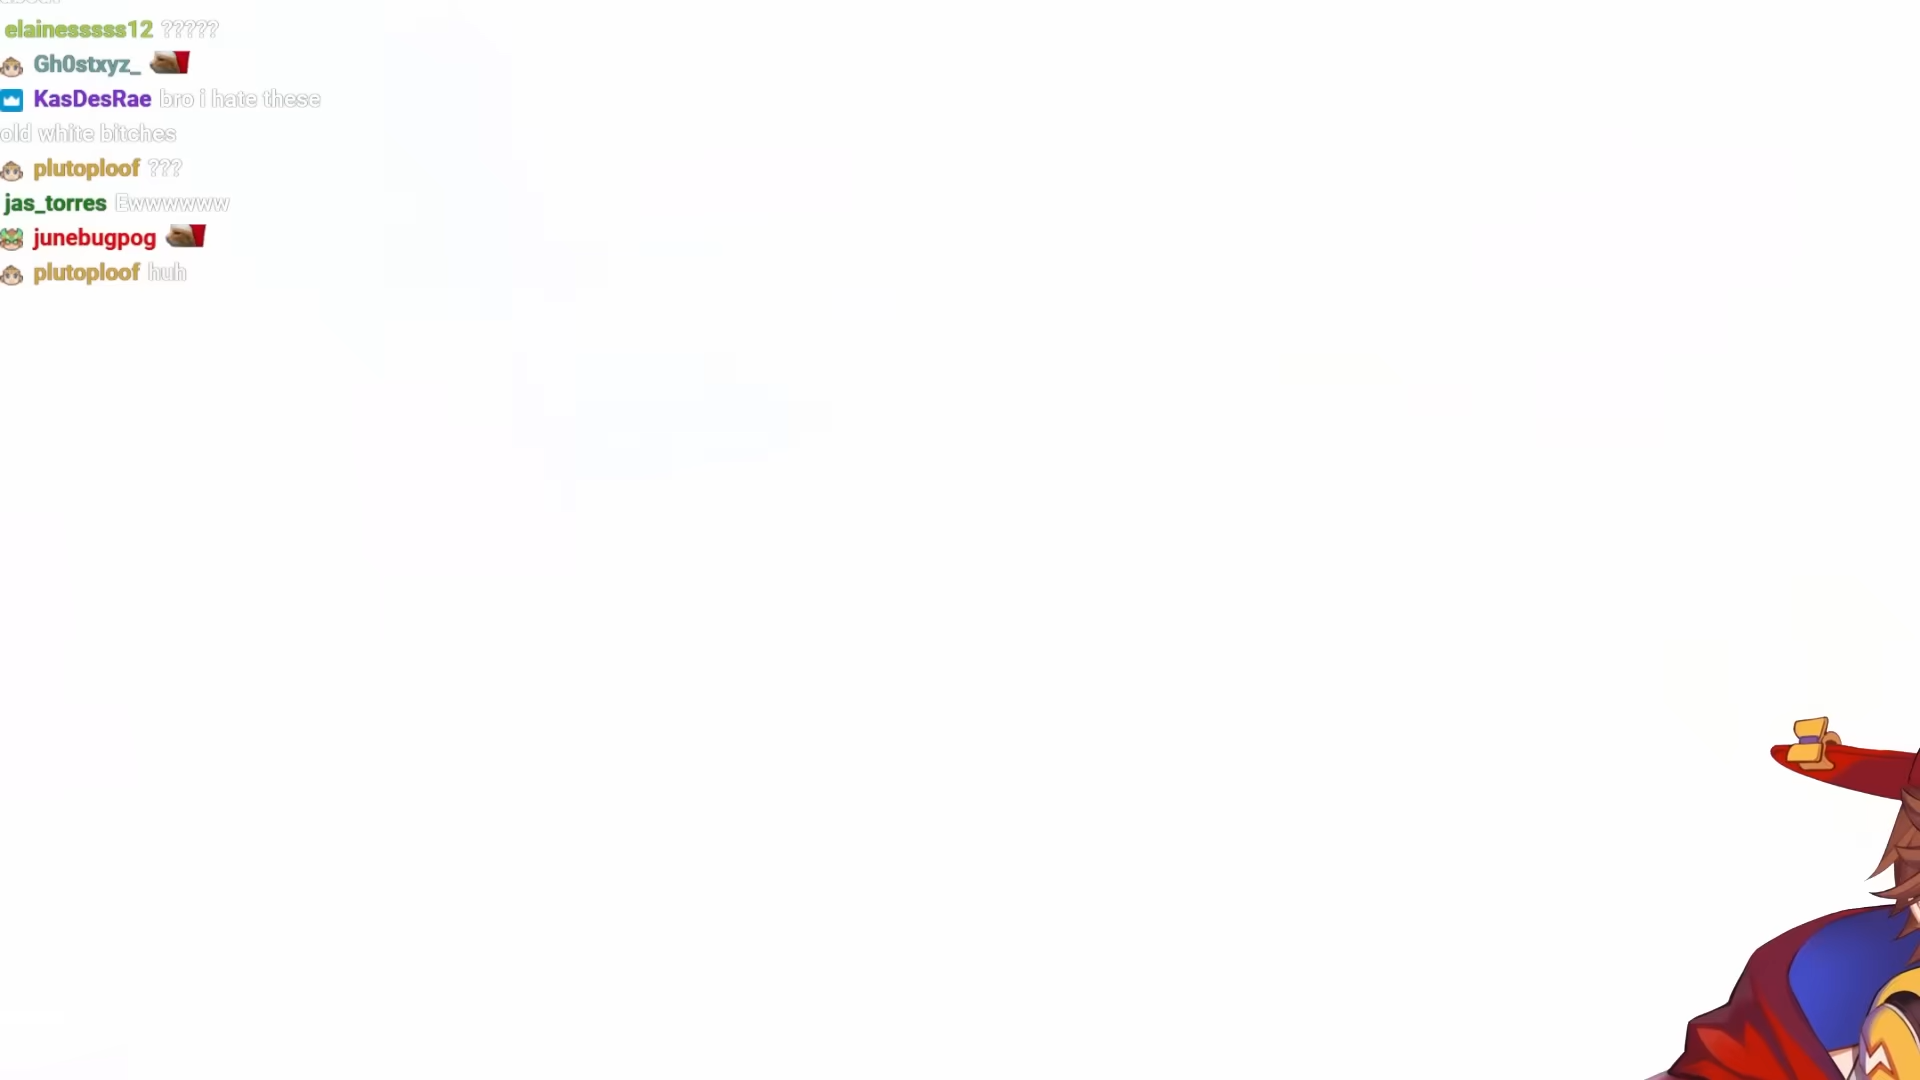 elainesssss12 ?????
Gh0stxyz_
KasDesRae bro i hate these
old white bitches
plutoploof ???
jas_torres Ewwwwwww
junebugpog
plutoploof huh